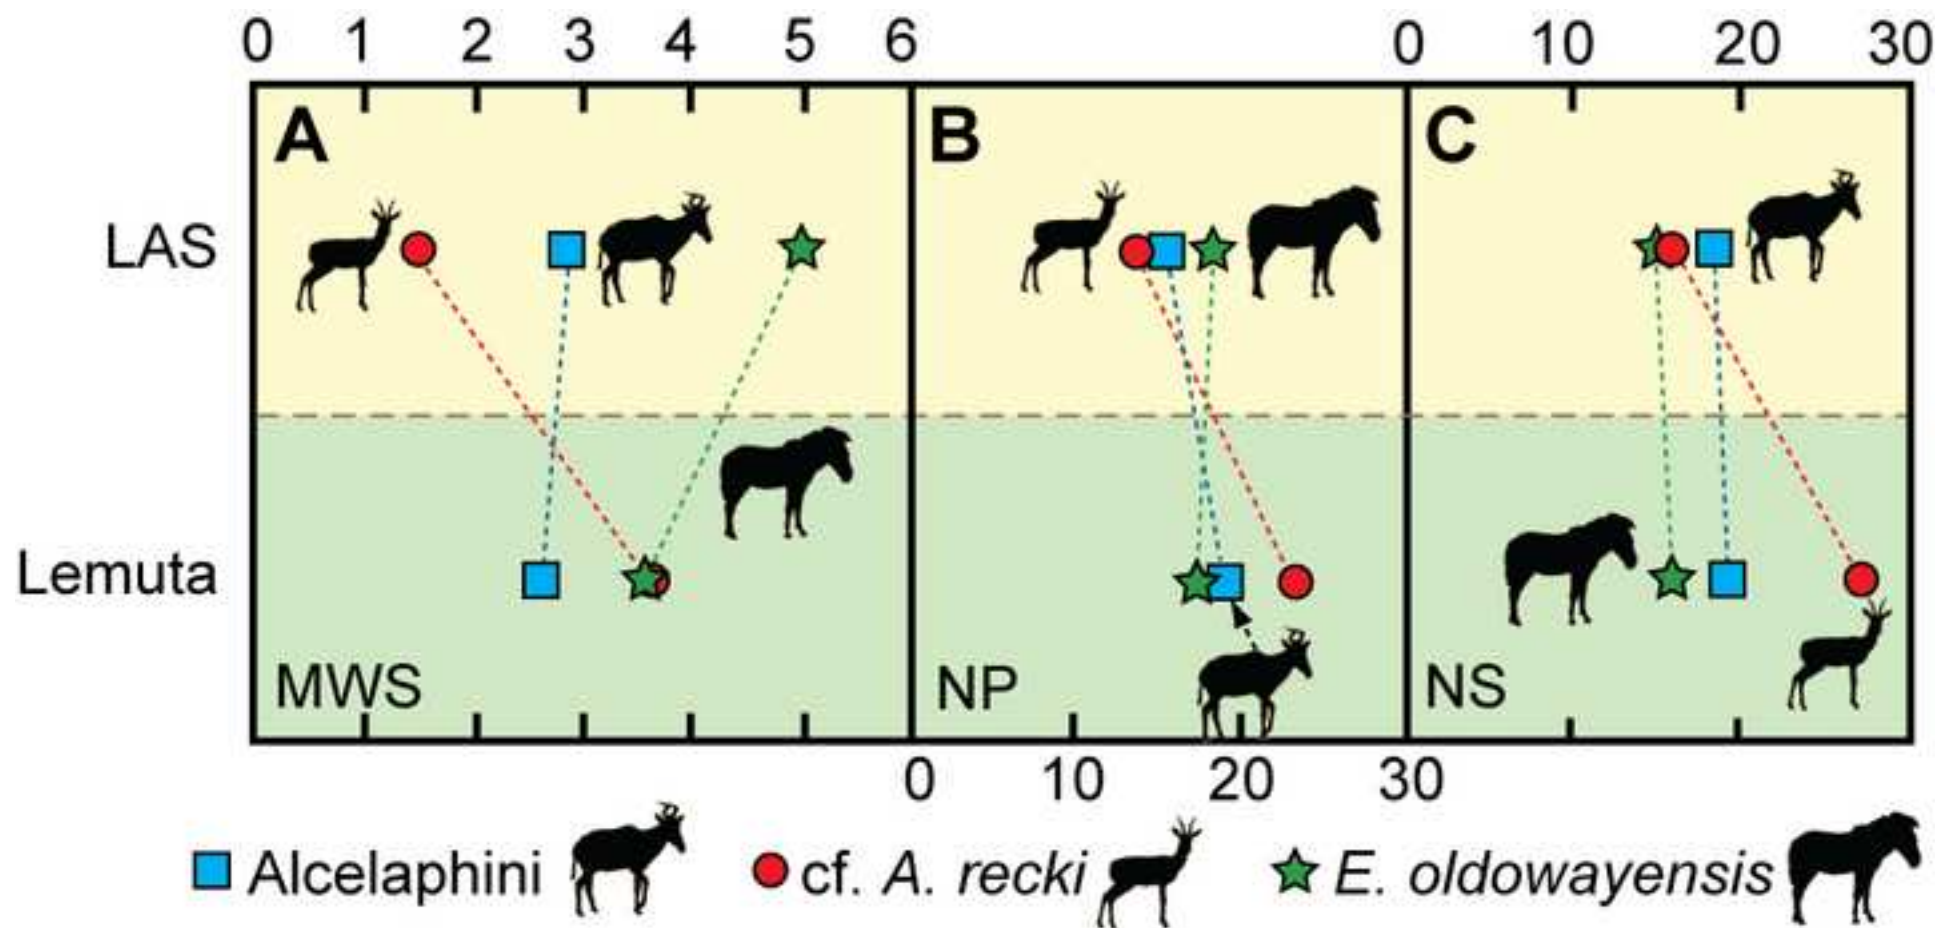 0 1 2 3 4 5 6 0 10 20 30
A B C
LAS
Lemuta
MWS NP NS
0 10 20 30
Alcelaphini cf. A. recki E. oldowayensis